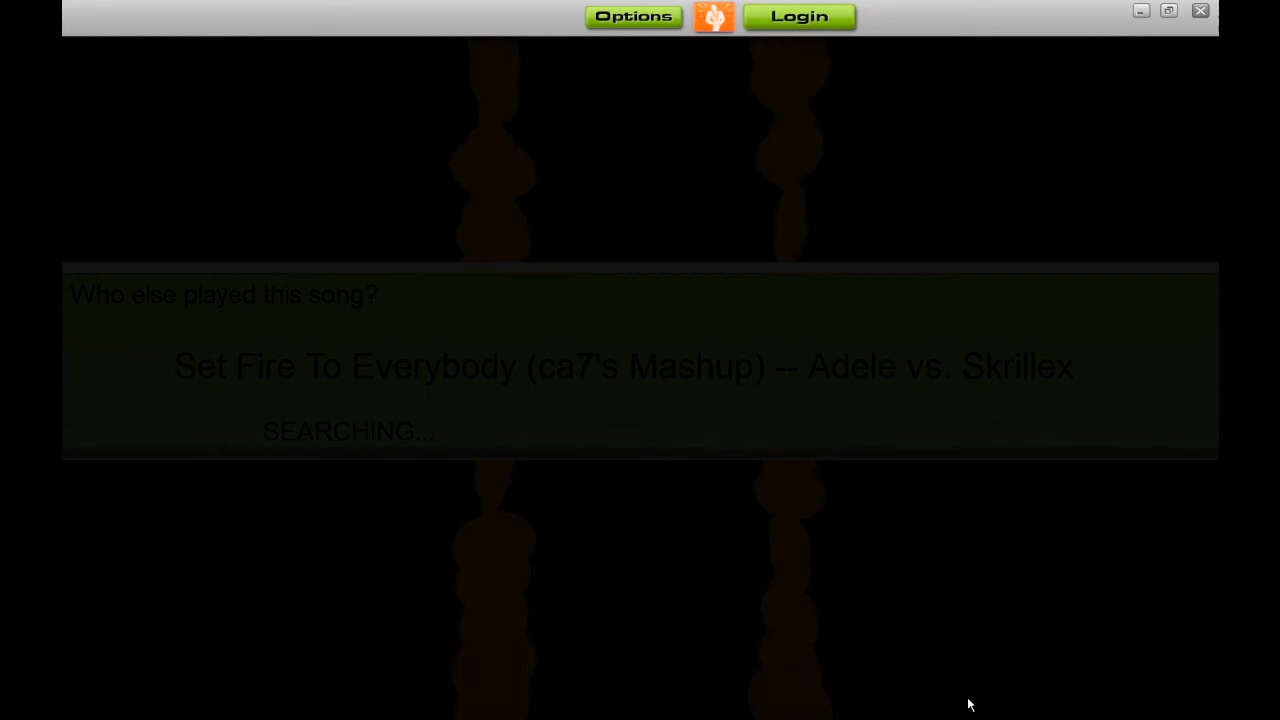 Options
Login
Who else played this song?
Set Fire To Everybody (ca7's Mashup) -- Adele vs. Skrillex
SEARCHING...